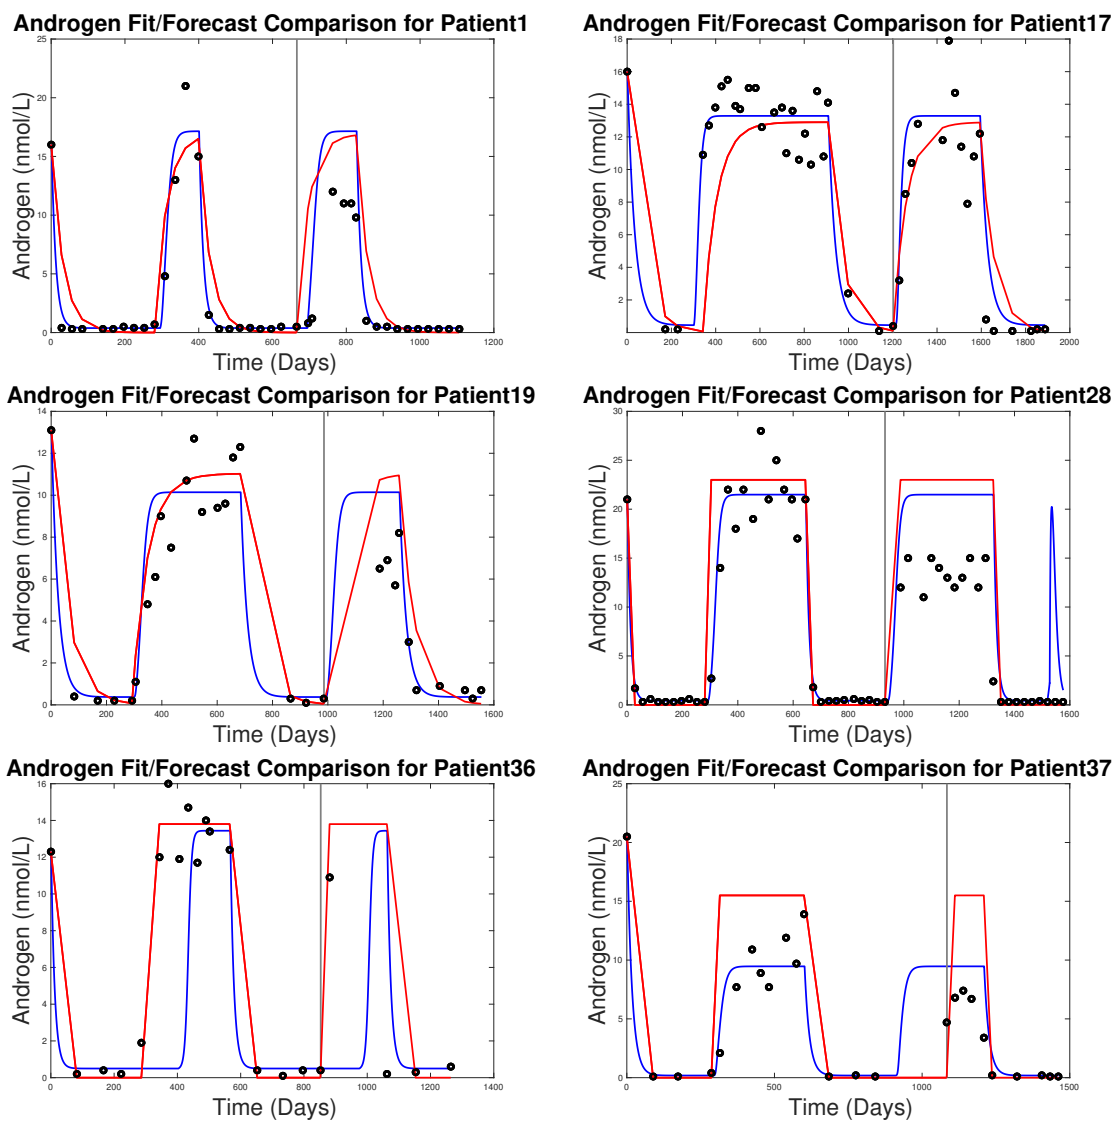 Androgen Fit/Forecast Comparison for Patient1
Androgen (nmol/L)
25
20
15
10
5
0
0 200 400 600 800 1000 1200
Time (Days)
Androgen Fit/Forecast Comparison for Patient17
Androgen (nmol/L)
18
16
14
12
10
8
6
4
2
0 200 400 600 800 1000 1200 1400 1600 1800 2000
Time (Days)
Androgen Fit/Forecast Comparison for Patient19
Androgen (nmol/L)
14
12
10
8
6
4
2
0
0 200 400 600 800 1000 1200 1400 1600
Time (Days)
Androgen Fit/Forecast Comparison for Patient28
Androgen (nmol/L)
30
25
20
15
10
5
0
0 200 400 600 800 1000 1200 1400 1600
Time (Days)
Androgen Fit/Forecast Comparison for Patient36
Androgen (nmol/L)
16
14
12
10
8
6
4
2
0
0 200 400 600 800 1000 1200 1400
Time (Days)
Androgen Fit/Forecast Comparison for Patient37
Androgen (nmol/L)
25
20
15
10
5
0
0 500 1000 1500
Time (Days)